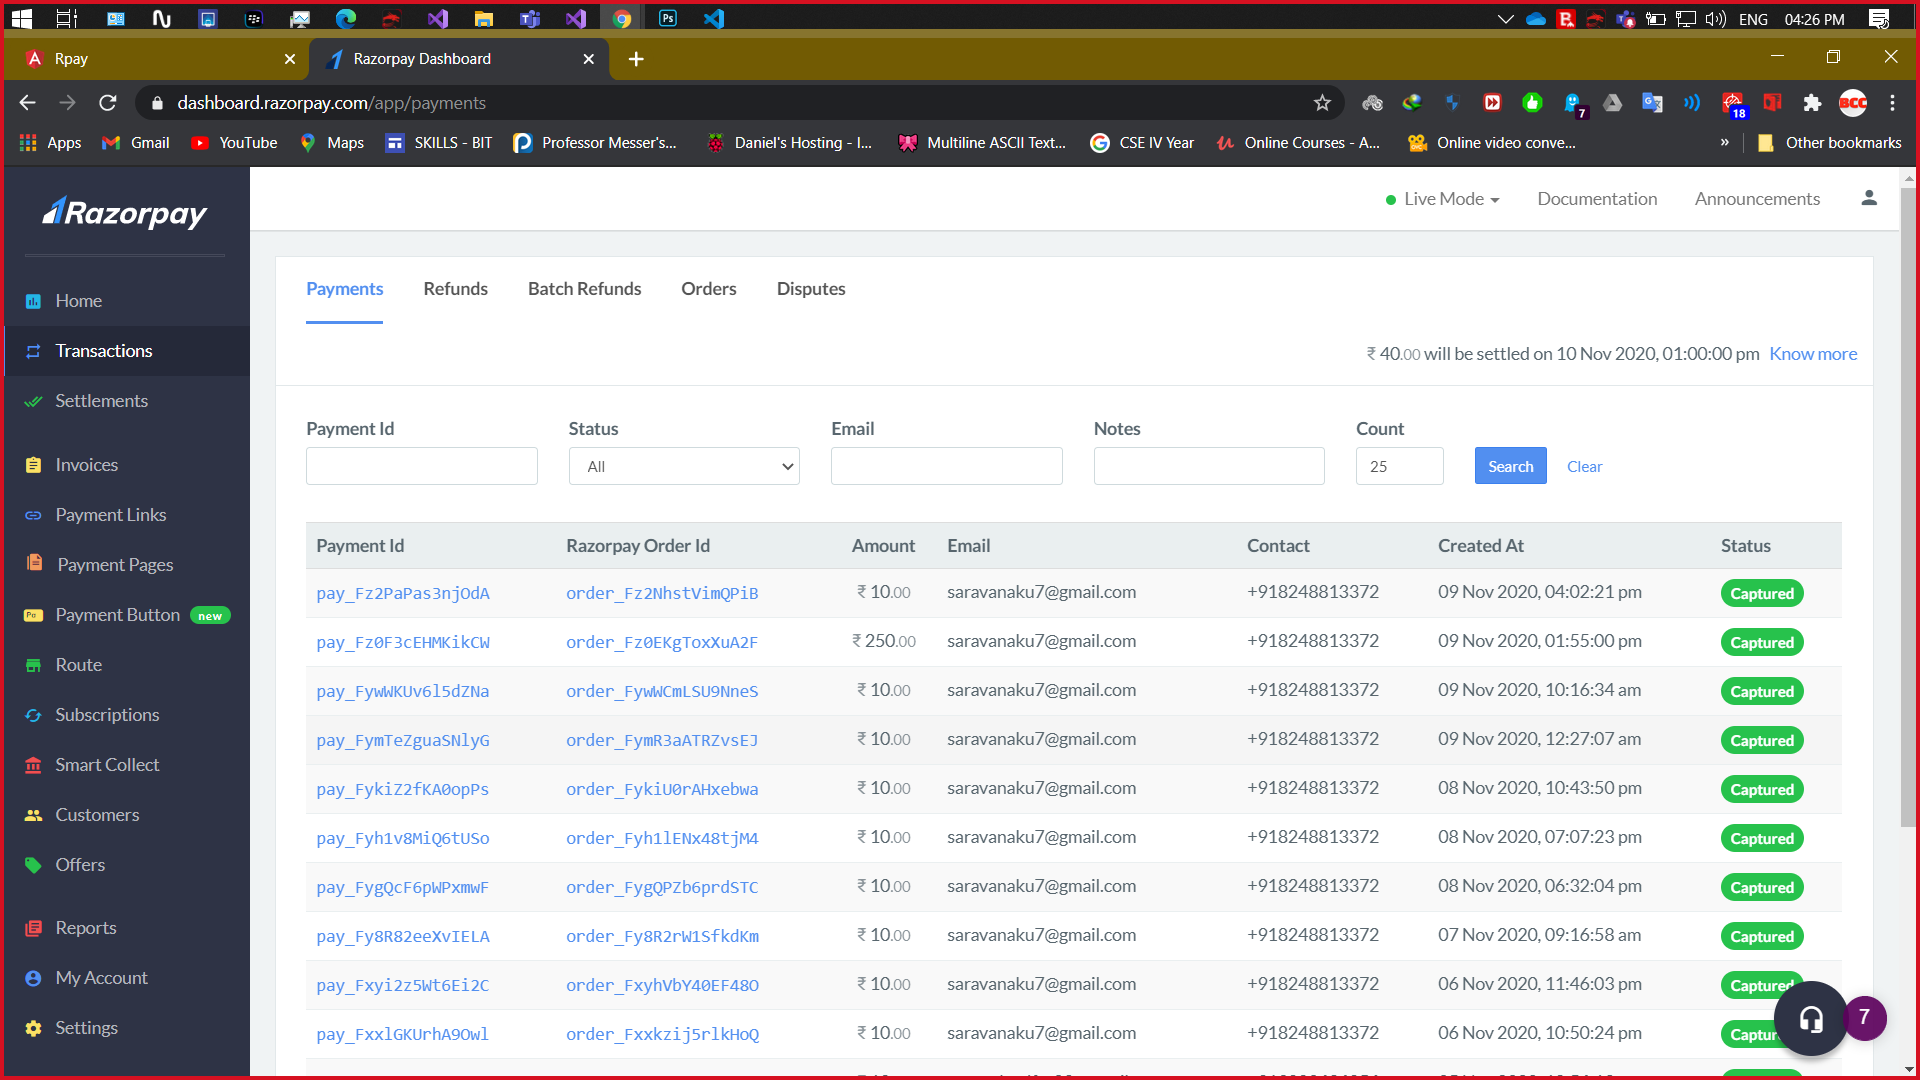 ENG 04:26 PM
Rpay
Razorpay Dashboard
dashboard.razorpay.com/app/payments
7 18 BCC
Apps Gmail YouTube Maps SKILLS - BIT Professor Messer's... Daniel's Hosting - I... Multiline ASCII Text... CSE IV Year Online Courses - A... Online video conve... » Other bookmarks
Razorpay
Live Mode Documentation Announcements
Home
Transactions
Settlements
Invoices
Payment Links
Payment Pages
Payment Button new
Route
Subscriptions
Smart Collect
Customers
Offers
Reports
My Account
Settings
Payments Refunds Batch Refunds Orders Disputes
₹ 40.00 will be settled on 10 Nov 2020, 01:00:00 pm Know more
Payment Id Status Email Notes Count
All 25 Search Clear
Payment Id Razorpay Order Id Amount Email Contact Created At Status
pay_Fz2PaPas3njOdA order_Fz2NhstVimQPiB ₹ 10.00 saravanaku7@gmail.com +918248813372 09 Nov 2020, 04:02:21 pm Captured
pay_Fz0F3cEHMKikCW order_Fz0EKgToxXuA2F ₹ 250.00 saravanaku7@gmail.com +918248813372 09 Nov 2020, 01:55:00 pm Captured
pay_FywWKUv6l5dZNa order_FywWCmLSU9NneS ₹ 10.00 saravanaku7@gmail.com +918248813372 09 Nov 2020, 10:16:34 am Captured
pay_FymTeZguaSNlyG order_FymR3aATRZvsEJ ₹ 10.00 saravanaku7@gmail.com +918248813372 09 Nov 2020, 12:27:07 am Captured
pay_FykiZ2fKA0opPs order_FykiU0rAHxebwa ₹ 10.00 saravanaku7@gmail.com +918248813372 08 Nov 2020, 10:43:50 pm Captured
pay_Fyh1v8MiQ6tUSo order_Fyh1lENx48tjM4 ₹ 10.00 saravanaku7@gmail.com +918248813372 08 Nov 2020, 07:07:23 pm Captured
pay_FygQcF6pWPxmwF order_FygQPZb6prdSTC ₹ 10.00 saravanaku7@gmail.com +918248813372 08 Nov 2020, 06:32:04 pm Captured
pay_Fy8R82eeXvIELA order_Fy8R2rW1SfkdKm ₹ 10.00 saravanaku7@gmail.com +918248813372 07 Nov 2020, 09:16:58 am Captured
pay_Fxyi2z5Wt6Ei2C order_FxyhVbY40EF48O ₹ 10.00 saravanaku7@gmail.com +918248813372 06 Nov 2020, 11:46:03 pm Captured
pay_FxxlGKUrhA9Owl order_Fxxkzij5rlkHoQ ₹ 10.00 saravanaku7@gmail.com +918248813372 06 Nov 2020, 10:50:24 pm Captur
7